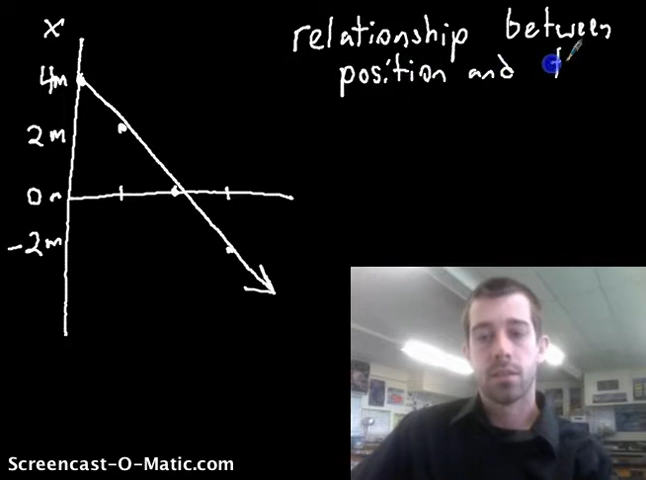 x
relationship between
4m
position and t
2m
0m
-2m
Screencast-O-Matic.com